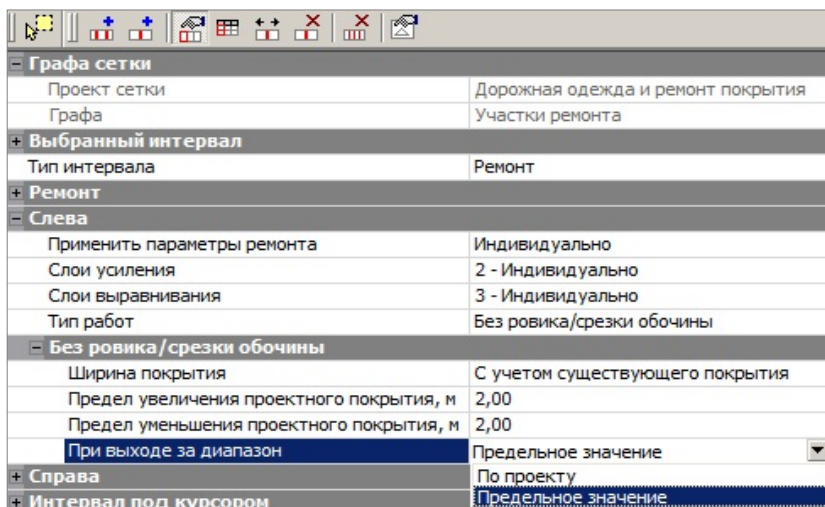 Графа сетки
Проект сетки Дорожная одежда и ремонт покрытия
Графа Участки ремонта
Выбранный интервал
Тип интервала Ремонт
Ремонт
Слева
Применить параметры ремонта Индивидуально
Слои усиления 2 - Индивидуально
Слои выравнивания 3 - Индивидуально
Тип работ Без ровика/срезки обочины
Без ровика/срезки обочины
Ширина покрытия С учетом существующего покрытия
Предел увеличения проектного покрытия, м 2,00
Предел уменьшения проектного покрытия, м 2,00
При выходе за диапазон Предельное значение
Справа По проекту
Интервал под курсором Предельное значение